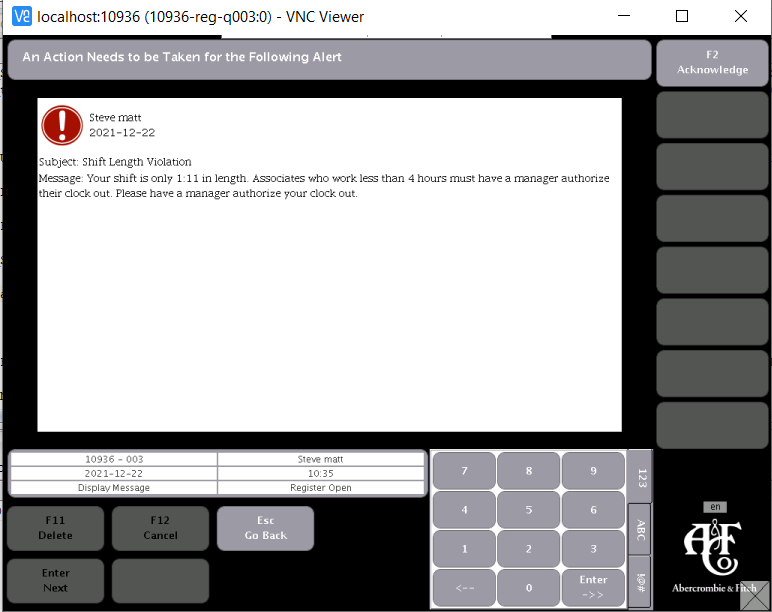 localhost:10936 (10936-reg-q003:0) - VNC Viewer
An Action Needs to be Taken for the Following Alert
F2
Acknowledge
Steve matt
2021-12-22
Subject: Shift Length Violation
Message: Your shift is only 1:11 in length. Associates who work less than 4 hours must have a manager authorize
their clock out. Please have a manager authorize your clock out.
10936 - 003
Steve matt
2021-12-22
10:35
Display Message
Register Open
7
8
9
123
4
5
6
ABC
1
2
3
<--
0
Enter
->>
!@#
F11
Delete
F12
Cancel
Esc
Go Back
Enter
Next
en
A&F
Co
Abercrombie & Fitch